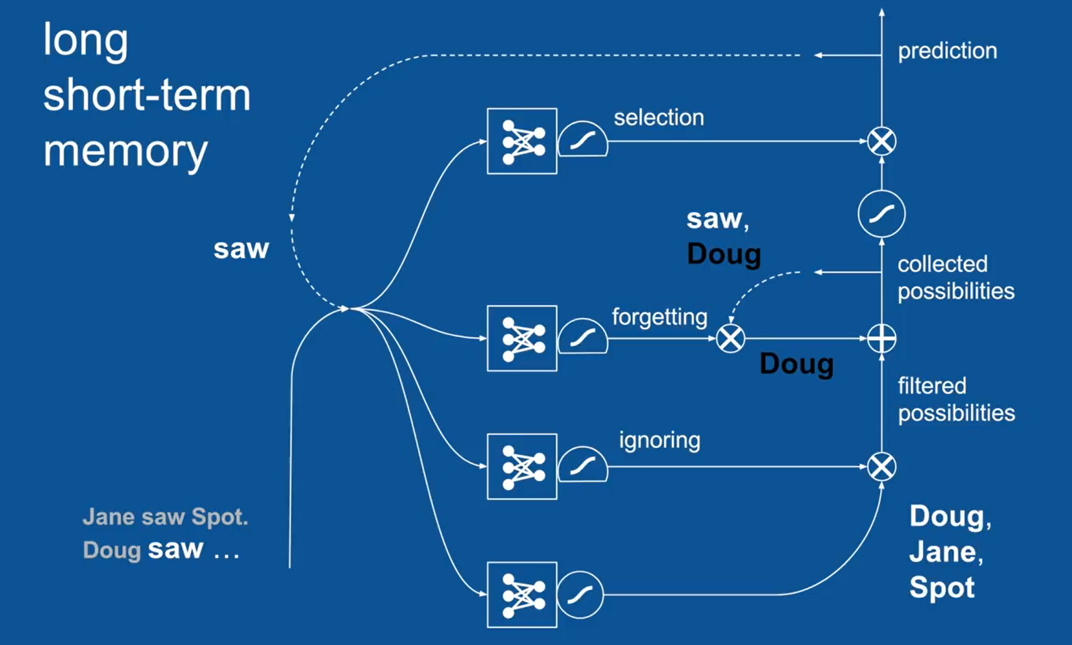 long
short-term
memory
prediction
selection
saw
saw,
Doug
collected
possibilities
forgetting
Doug
filtered
possibilities
ignoring
Jane saw Spot.
Doug saw ...
Doug,
Jane,
Spot